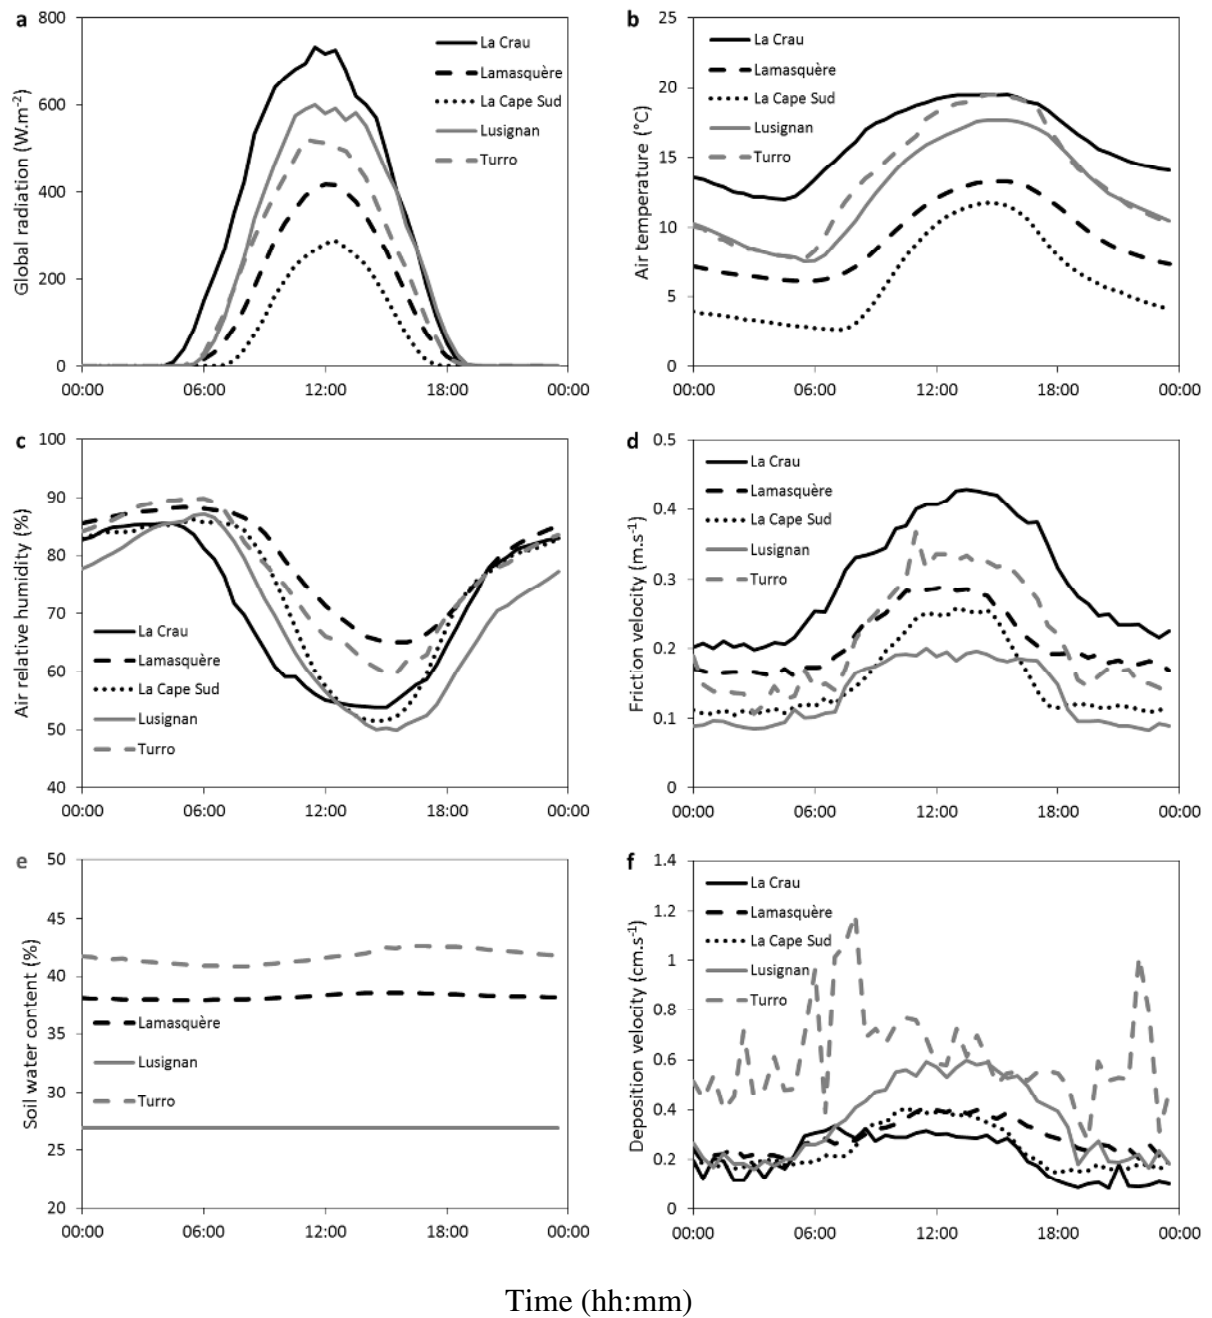 a
800
600
400
200
0
Global radiation (W.m-2)
La Crau
Lamasquère
La Cape Sud
Lusignan
Turro
00:00 06:00 12:00 18:00 00:00
b
25
20
15
10
5
0
Air temperature (°C)
La Crau
Lamasquère
La Cape Sud
Lusignan
Turro
00:00 06:00 12:00 18:00 00:00
c
100
90
80
70
60
50
40
Air relative humidity (%)
La Crau
Lamasquère
La Cape Sud
Lusignan
Turro
00:00 06:00 12:00 18:00 00:00
d
0.5
0.4
0.3
0.2
0.1
0
Friction velocity (m.s-1)
La Crau
Lamasquère
La Cape Sud
Lusignan
Turro
00:00 06:00 12:00 18:00 00:00
e
50
45
40
35
30
25
20
Soil water content (%)
Lamasquère
Lusignan
Turro
00:00 06:00 12:00 18:00 00:00
f
1.4
1.2
1
0.8
0.6
0.4
0.2
0
Deposition velocity (cm.s-1)
La Crau
Lamasquère
La Cape Sud
Lusignan
Turro
00:00 06:00 12:00 18:00 00:00
Time (hh:mm)